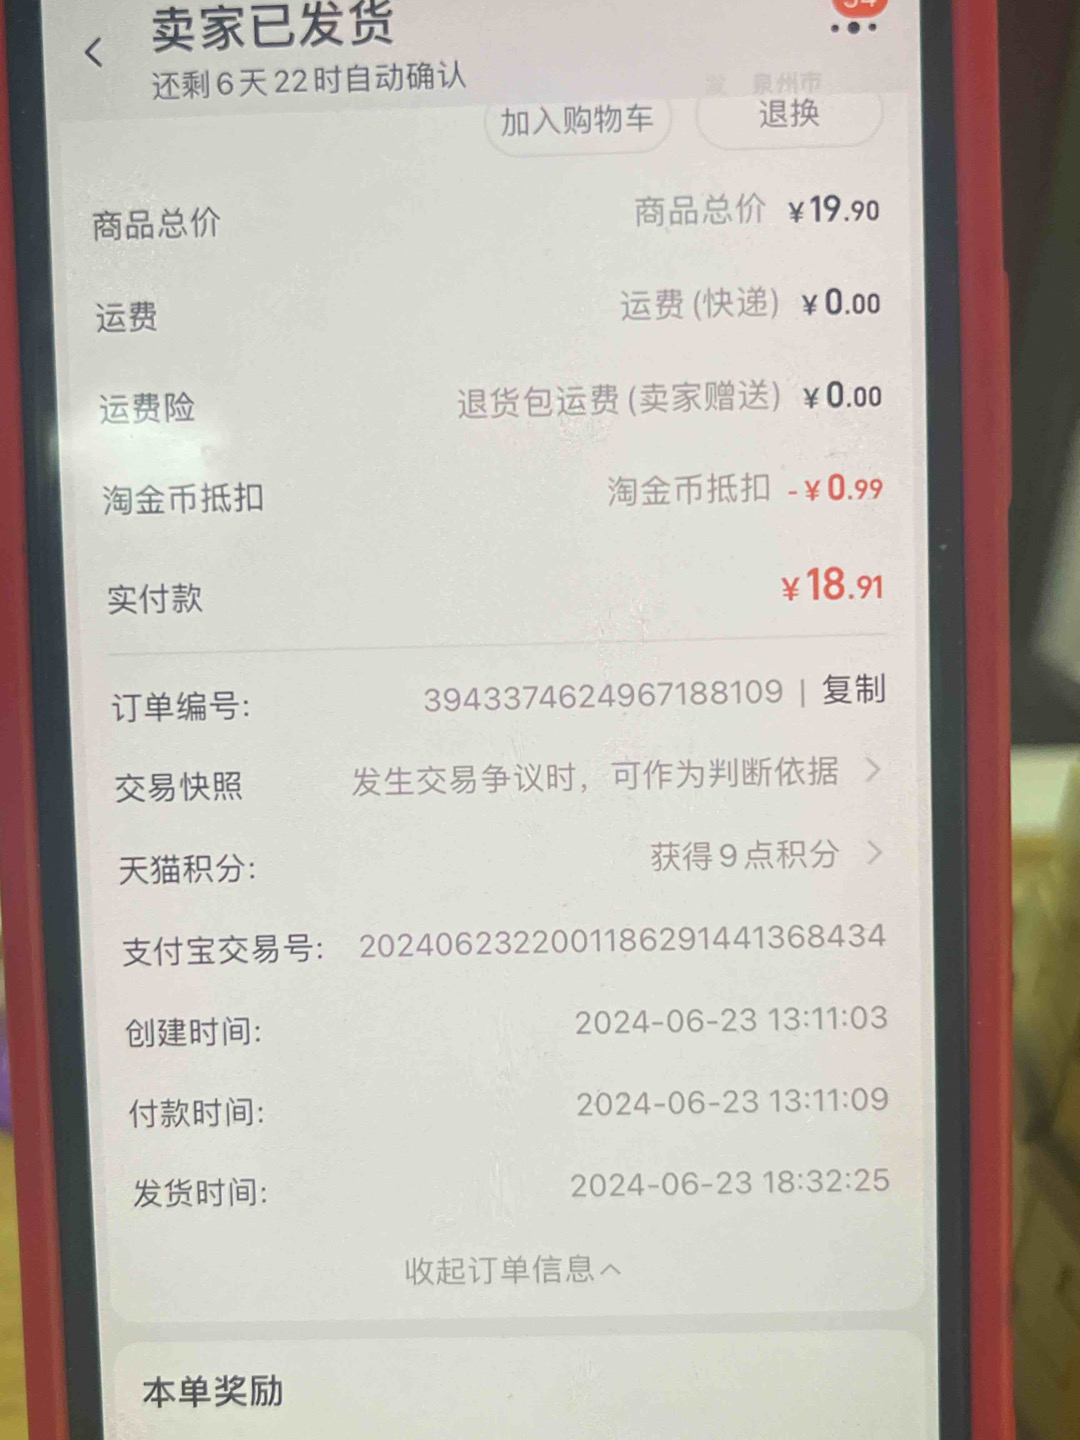 卖家已发货
还剩6天22时自动确认
泉州市
加入购物车 退换
商品总价 商品总价 ¥19.90
运费 运费(快递) ¥0.00
运费险 退货包运费(卖家赠送) ¥0.00
淘金币抵扣 淘金币抵扣 -¥0.99
实付款 ¥18.91
订单编号: 3943374624967188109 | 复制
交易快照 发生交易争议时，可作为判断依据 >
天猫积分: 获得9点积分 >
支付宝交易号: 2024062322001186291441368434
创建时间: 2024-06-23 13:11:03
付款时间: 2024-06-23 13:11:09
发货时间: 2024-06-23 18:32:25
收起订单信息
本单奖励